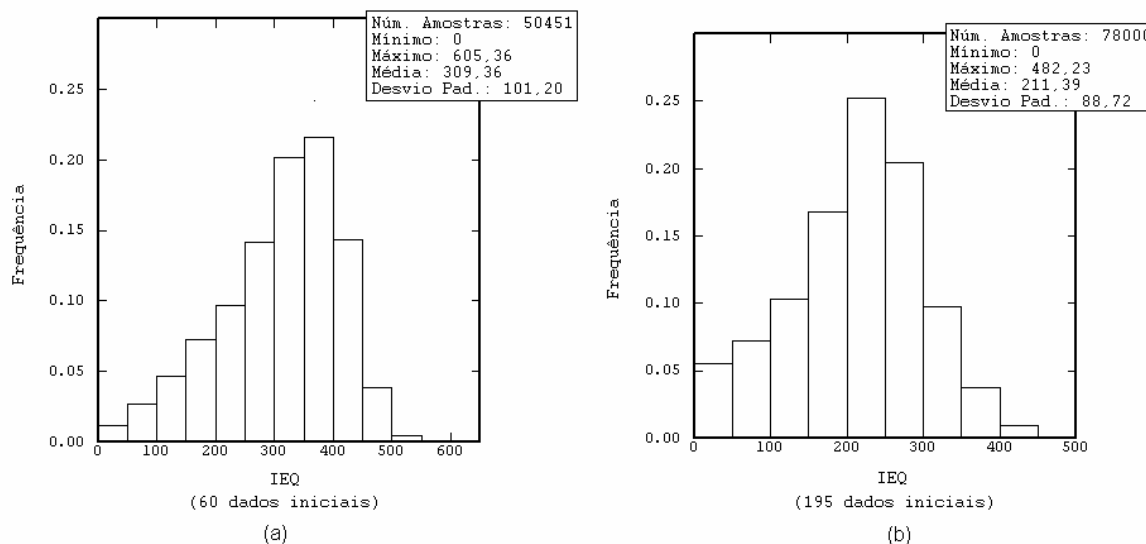 Núm. Amostras: 50451
Mínimo: 0
Máximo: 605,36
Média: 309,36
Desvio Pad.: 101,20
0.25
0.20
0.15
0.10
0.05
0.00
Frequência
0 100 200 300 400 500 600
IEQ
(60 dados iniciais)
(a)
Núm. Amostras: 78000
Mínimo: 0
Máximo: 482,23
Média: 211,39
Desvio Pad.: 88,72
0.25
0.20
0.15
0.10
0.05
0.00
Frequência
0 100 200 300 400 500
IEQ
(195 dados iniciais)
(b)